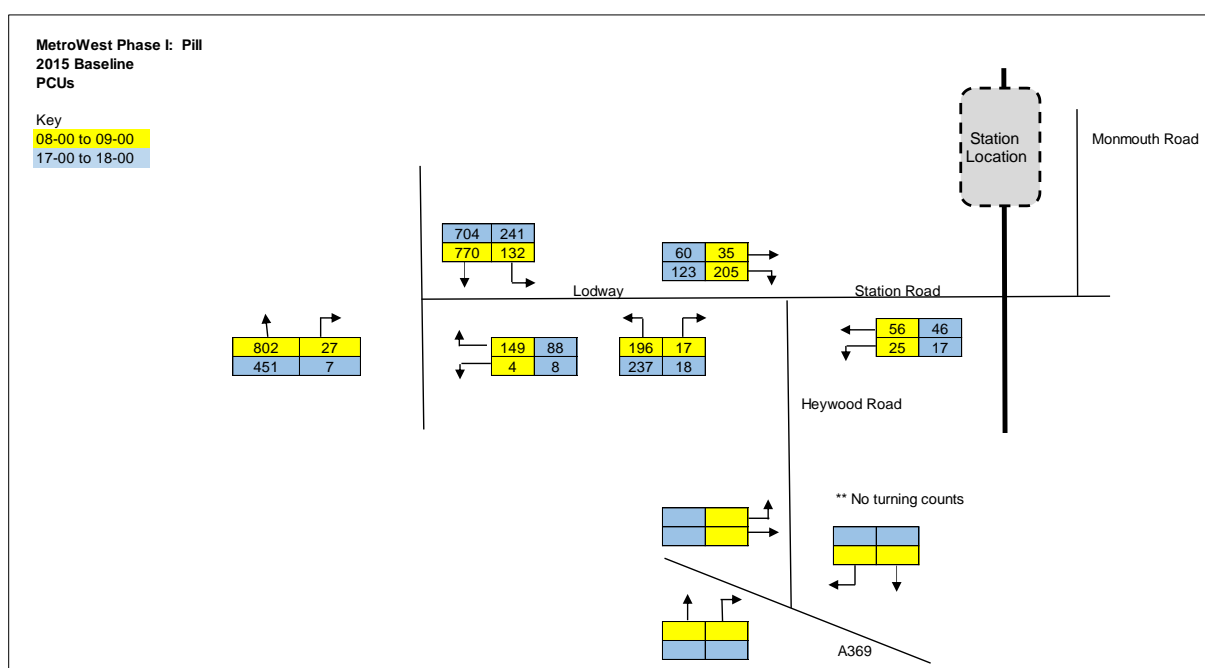 MetroWest Phase I: Pill
2015 Baseline
PCUs
Key
08-00 to 09-00
17-00 to 18-00
Station
Location
Monmouth Road
704 241
770 132
60 35
123 205
Lodway
Station Road
802 27
451 7
149 88
4 8
196 17
237 18
56 46
25 17
Heywood Road
** No turning counts
A369